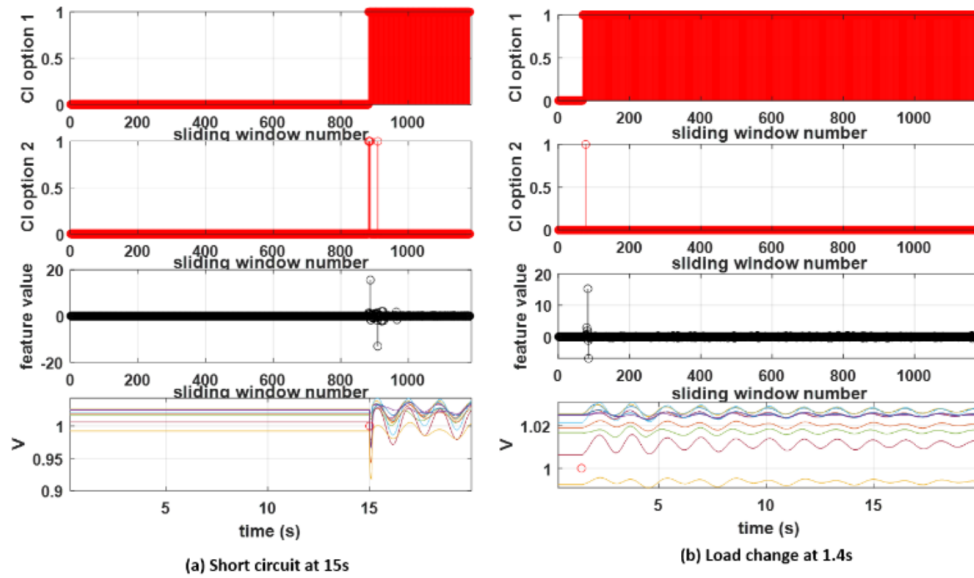 CI option 1
1
0.5
0
0 200 400 600 800 1000
sliding window number
CI option 2
1
0.5
0
0 200 400 600 800 1000
sliding window number
feature value
20
0
-20
0 200 400 600 800 1000
sliding window number
V
1
0.95
0.9
5 10 15
time (s)
(a) Short circuit at 15s
CI option 1
1
0.5
0
0 200 400 600 800 1000
sliding window number
CI option 2
1
0.5
0
0 200 400 600 800 1000
sliding window number
feature value
20
10
0
0 200 400 600 800 1000
sliding window number
V
1.02
1
5 10 15
time (s)
(b) Load change at 1.4s